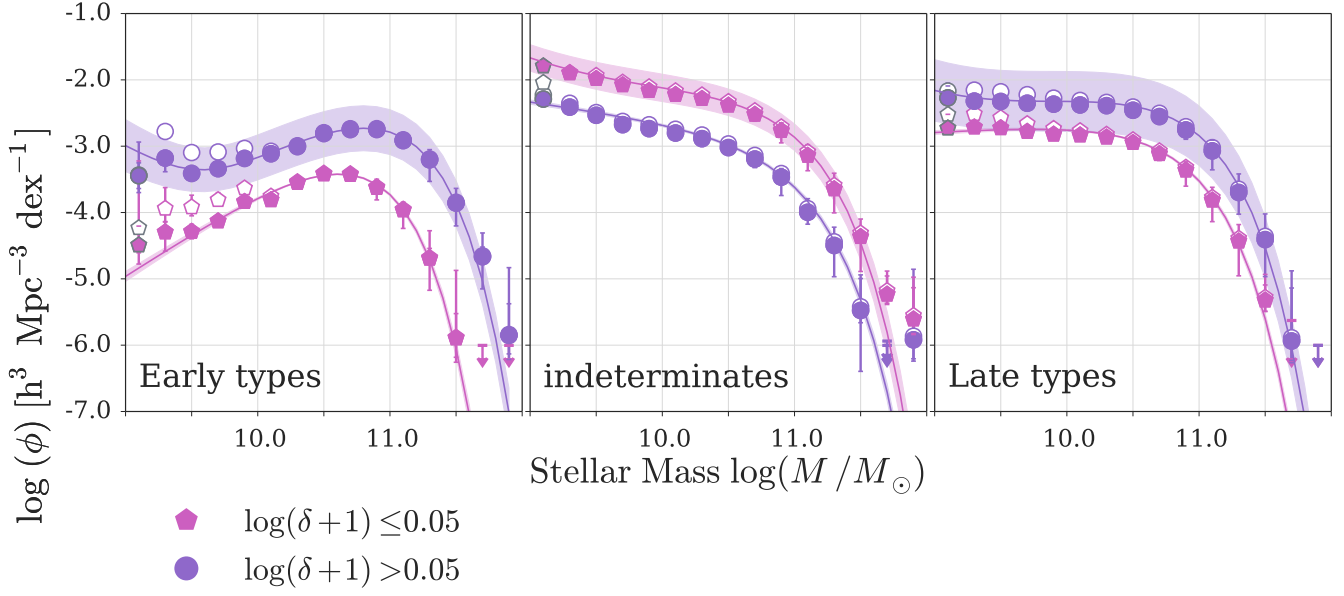 -1.0
-2.0
-3.0
-4.0
-5.0
-6.0
-7.0
log (ϕ) [h³ Mpc⁻³ dex⁻¹]
Early types
indeterminates
Late types
10.0 11.0 10.0 11.0 10.0 11.0
Stellar Mass log(M /M⊙)
log(δ+1) ≤0.05
log(δ+1) >0.05